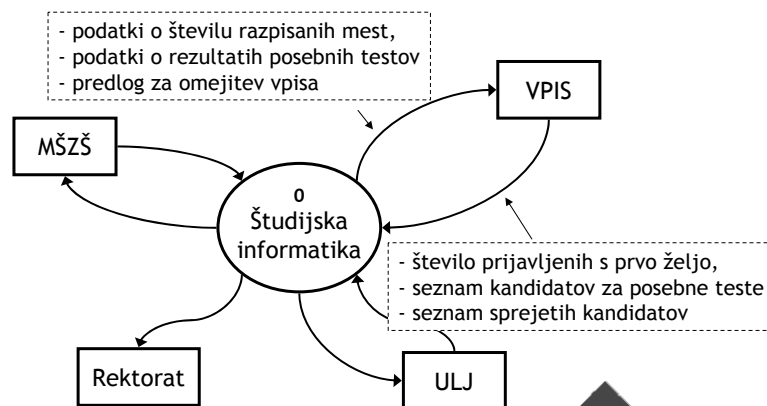 - podatki o številu razpisanih mest,
- podatki o rezultatih posebnih testov
- predlog za omejitev vpisa
VPIS
MŠZŠ
0
Študijska
informatika
- število prijavljenih s prvo željo,
- seznam kandidatov za posebne teste
- seznam sprejetih kandidatov
Rektorat
ULJ